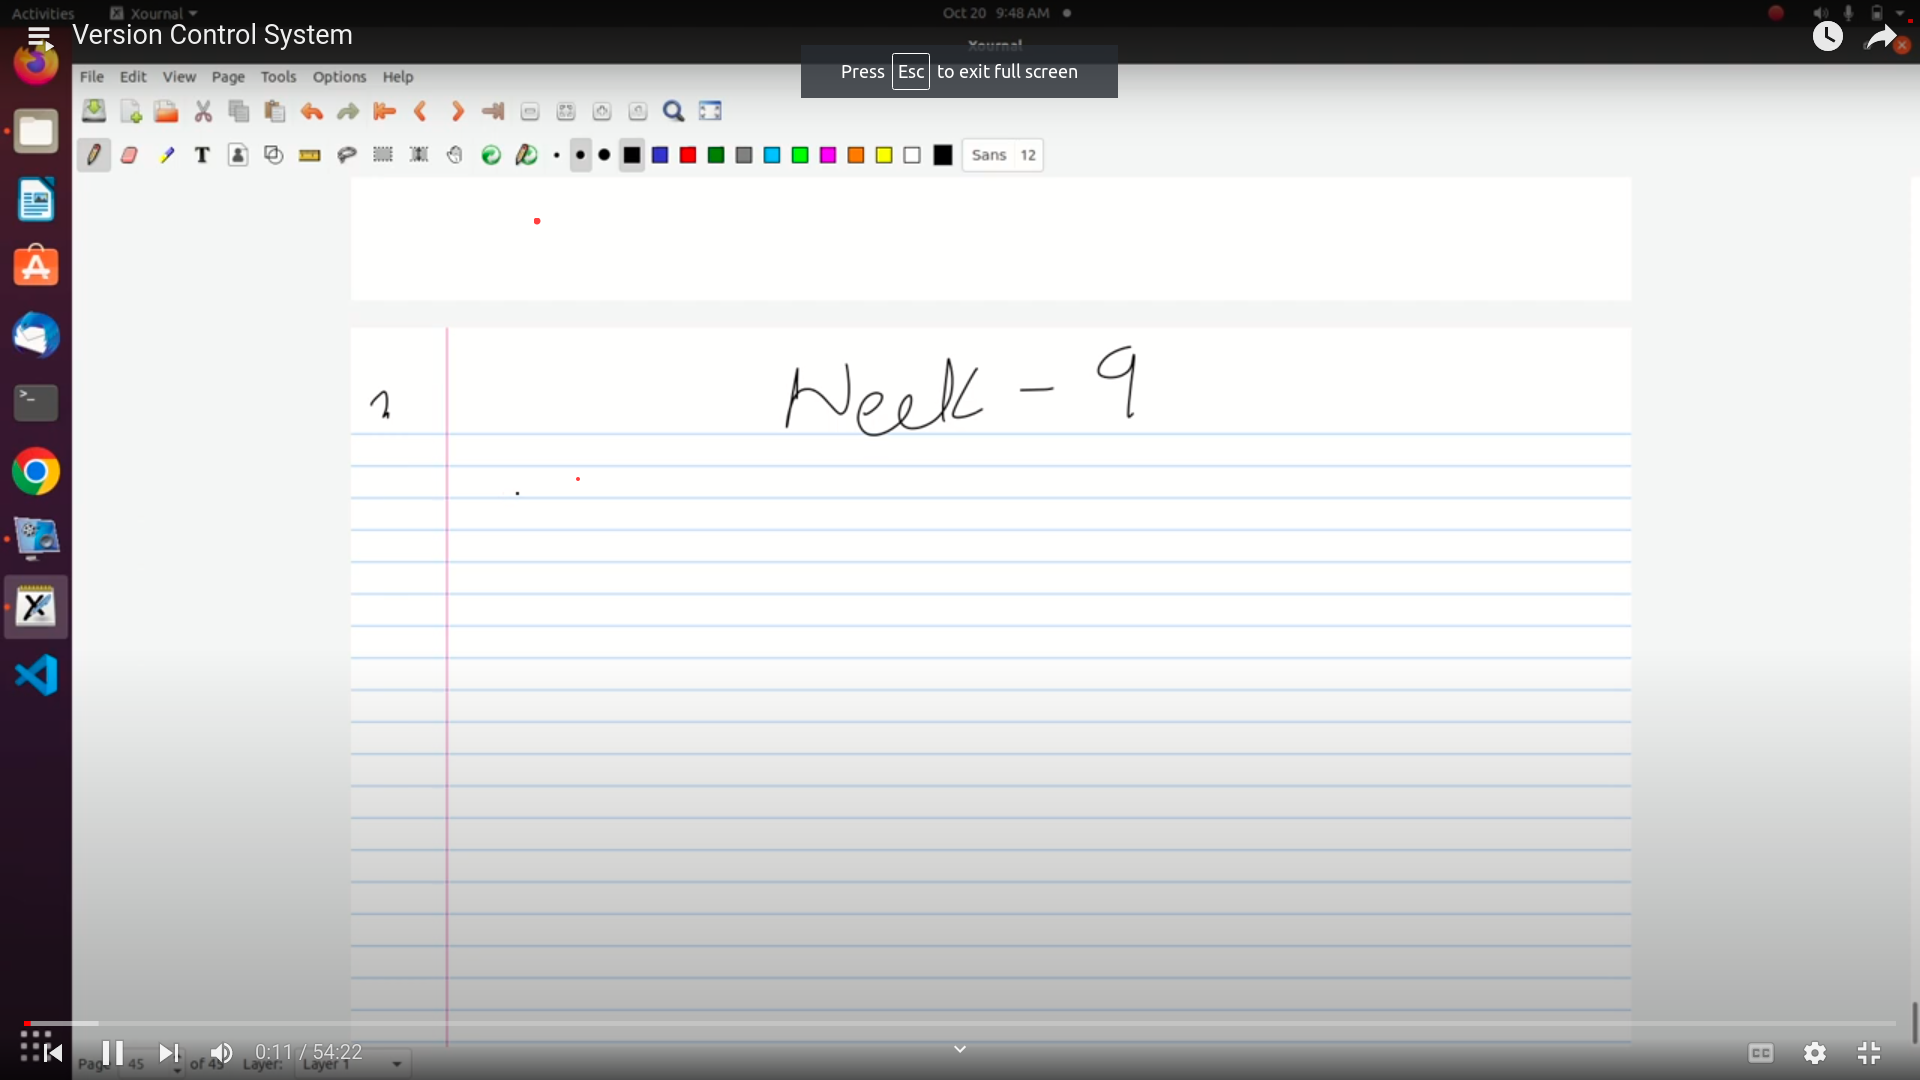 Activities Xournal Oct 20 9:48 AM
Version Control System
Xournal
Press Esc to exit full screen
File Edit View Page Tools Options Help
T Sans 12
Week - 9
0:11 / 54:22
CC
Page 45 of 45 Layer: Layer 1